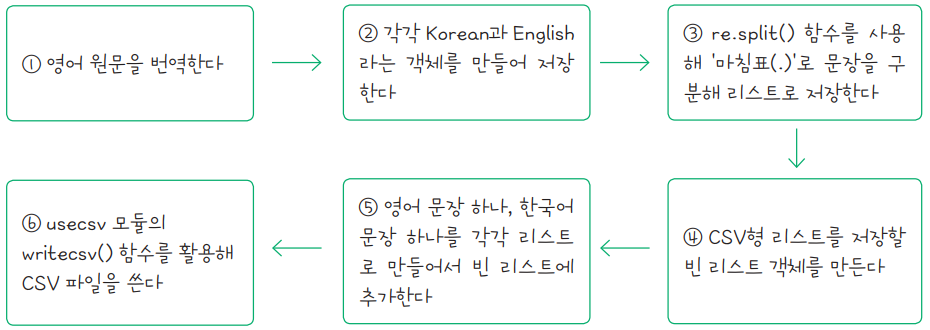 ① 영어 원문을 번역한다
② 각각 Korean과 English
라는 객체를 만들어 저장
한다
③ re.split() 함수를 사용
해 '마침표(.)'로 문장을 구
분해 리스트로 저장한다
④ CSV형 리스트를 저장할
빈 리스트 객체를 만든다
⑤ 영어 문장 하나, 한국어
문장 하나를 각각 리스트
로 만들어서 빈 리스트에
추가한다
⑥ usecsv 모듈의
writecsv() 함수를 활용해
CSV 파일을 쓴다